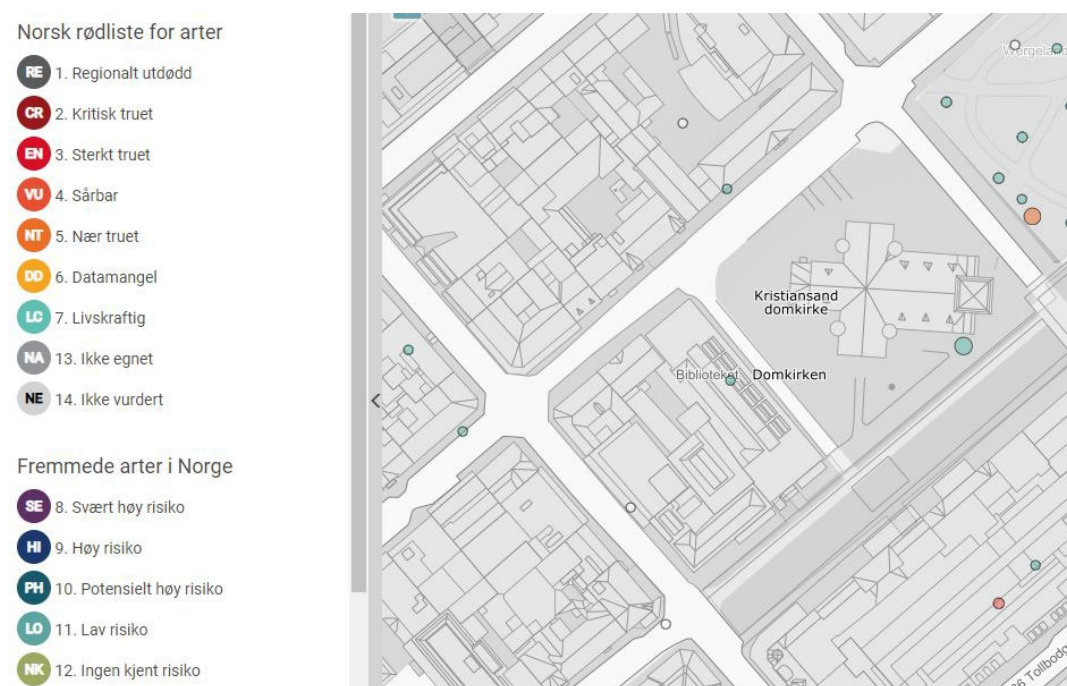 Norsk rødliste for arter
RE 1. Regionalt utdødd
CR 2. Kritisk truet
EN 3. Sterkt truet
VU 4. Sårbar
NT 5. Nær truet
DD 6. Datamangel
LC 7. Livskraftig
NA 13. Ikke egnet
NE 14. Ikke vurdert
Fremmede arter i Norge
SE 8. Svært høy risiko
HI 9. Høy risiko
PH 10. Potensielt høy risiko
LO 11. Lav risiko
NK 12. Ingen kjent risiko
Wergeland
Kristiansand
domkirke
Biblioteket
Domkirken